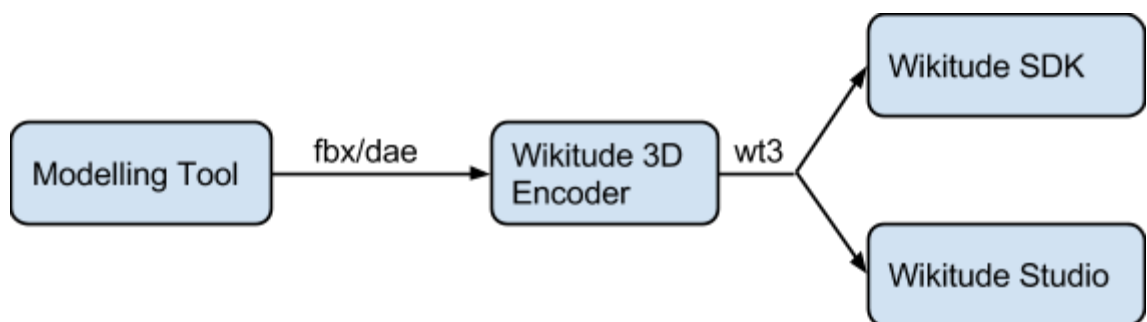 Modelling Tool
fbx/dae
Wikitude 3D
Encoder
wt3
Wikitude SDK
Wikitude Studio